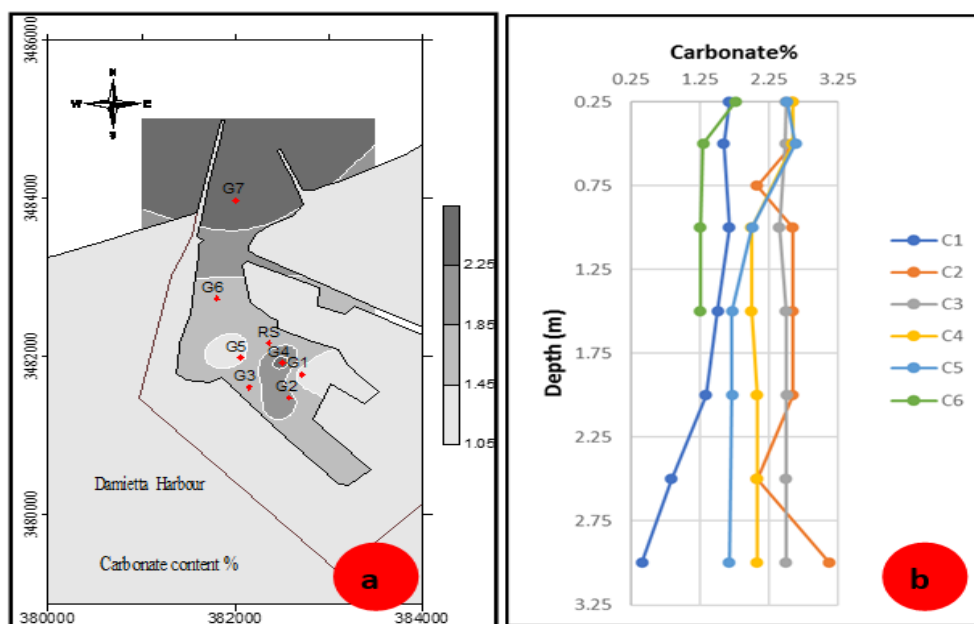 3486000
3484000
3482000
3480000
N
W E
S
G7
G6
RS
G5
G4
G1
G3
G2
2.25
1.85
1.45
1.05
Damietta Harbour
Carbonate content %
a
380000 382000 384000
Carbonate%
0.25 1.25 2.25 3.25
0.25
0.75
1.25
1.75
2.25
2.75
3.25
Depth (m)
C1
C2
C3
C4
C5
C6
b